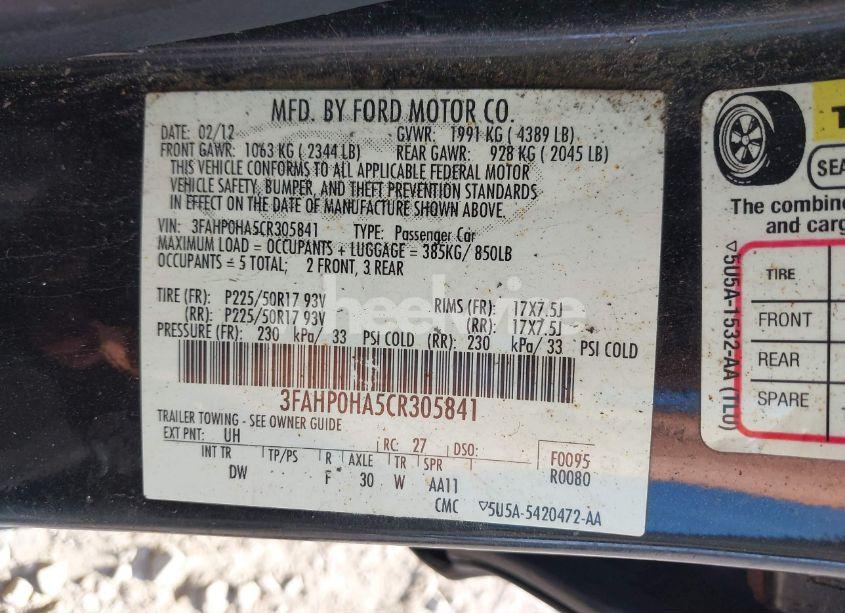 MFD. BY FORD MOTOR CO.
DATE: 02/12 GVWR: 1991 KG ( 4389 LB)
FRONT GAWR: 1063 KG ( 2344 LB) REAR GAWR: 928 KG ( 2045 LB)
THIS VEHICLE CONFORMS TO ALL APPLICABLE FEDERAL MOTOR
VEHICLE SAFETY, BUMPER, AND THEFT PREVENTION STANDARDS
IN EFFECT ON THE DATE OF MANUFACTURE SHOWN ABOVE.
VIN: 3FAHP0HA5CR305841 TYPE: Passenger Car
MAXIMUM LOAD = OCCUPANTS + LUGGAGE = 385KG/ 850LB
OCCUPANTS = 5 TOTAL; 2 FRONT, 3 REAR
TIRE (FR): P225/50R17 93V RIMS (FR): 17X7.5J
(RR): P225/50R17 93V (RR): 17X7.5J
PRESSURE (FR): 230 kPa/ 33 PSI COLD (RR): 230 kPa/ 33 PSI COLD
3FAHP0HA5CR305841
TRAILER TOWING - SEE OWNER GUIDE
EXT PNT: UH RC: 27 DSO: F0095
INT TR TP/PS R AXLE TR SPR R0080
DW F 30 W AA11
CMC ▽5U5A-5420472-AA
SEA
The combine
and carg
TIRE
FRONT
REAR
SPARE
▽5U5A-1532-AA (TLO)